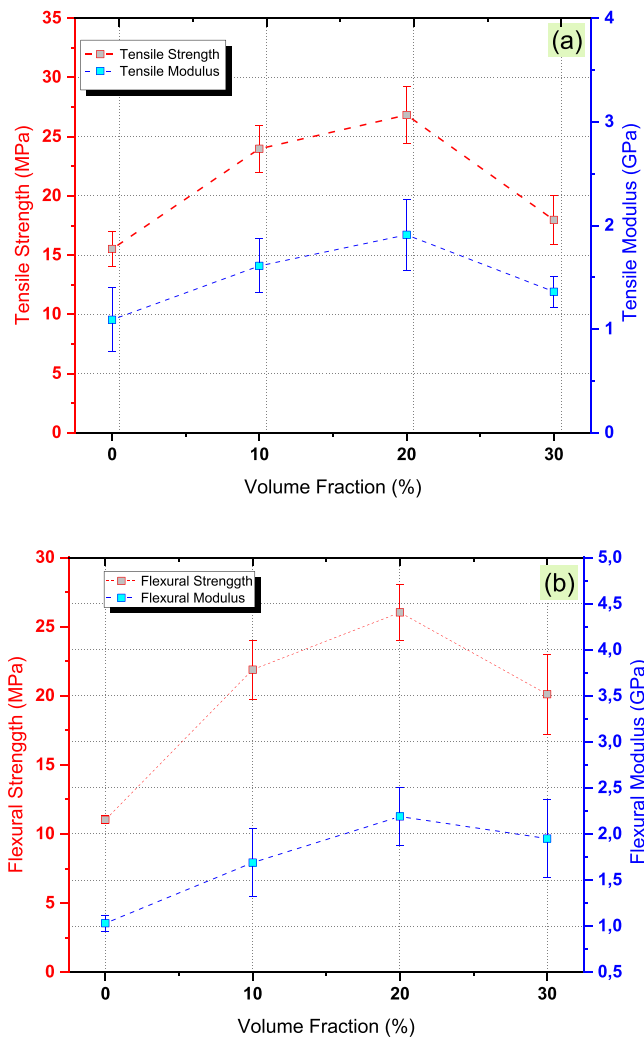 (a)
Tensile Strength
Tensile Modulus
35
30
25
20
15
10
5
0
Tensile Strength (MPa)
4
3
2
1
0
Tensile Modulus (GPa)
0 10 20 30
Volume Fraction (%)
(b)
Flexural Strenggth
Flexural Modulus
30
25
20
15
10
5
0
Flexural Strenggth (MPa)
5,0
4,5
4,0
3,5
3,0
2,5
2,0
1,5
1,0
0,5
Flexural Modulus (GPa)
0 10 20 30
Volume Fraction (%)